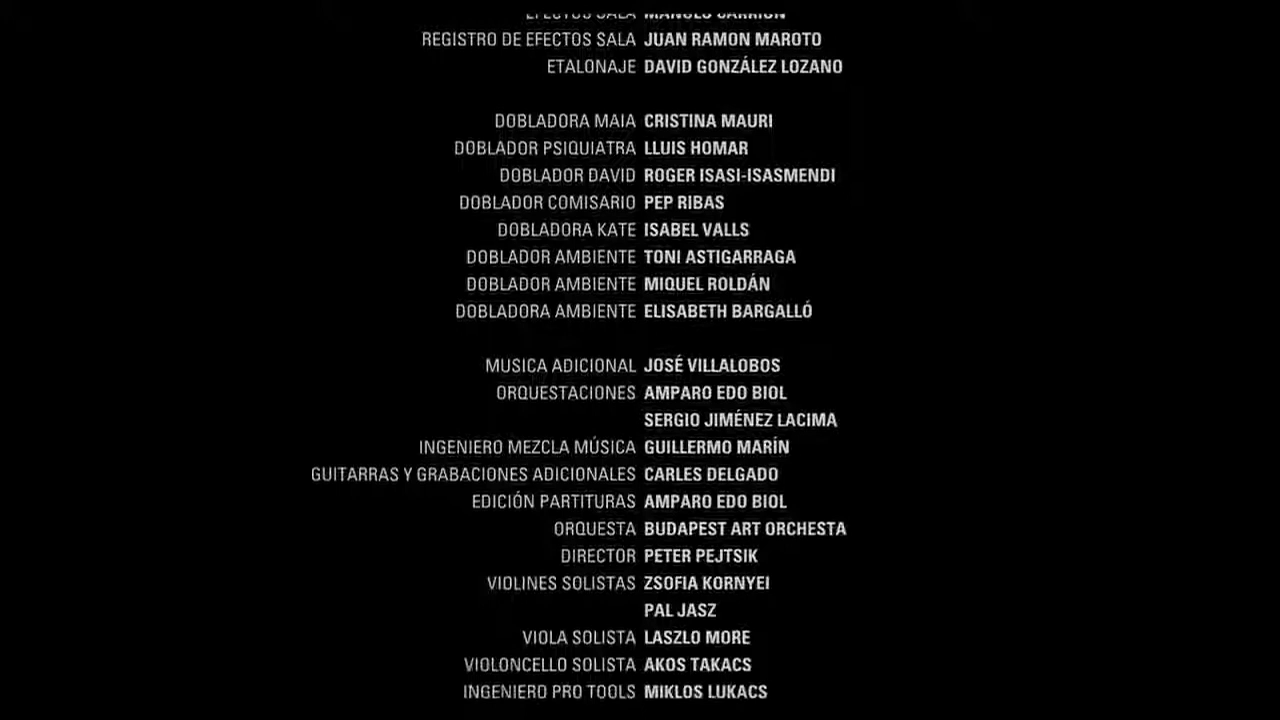 EFECTOS SALA MANOLO CARRIÓN
REGISTRO DE EFECTOS SALA JUAN RAMON MAROTO
ETALONAJE DAVID GONZÁLEZ LOZANO
DOBLADORA MAIA CRISTINA MAURI
DOBLADOR PSIQUIATRA LLUIS HOMAR
DOBLADOR DAVID ROGER ISASI-ISASMENDI
DOBLADOR COMISARIO PEP RIBAS
DOBLADORA KATE ISABEL VALLS
DOBLADOR AMBIENTE TONI ASTIGARRAGA
DOBLADOR AMBIENTE MIQUEL ROLDÁN
DOBLADORA AMBIENTE ELISABETH BARGALLÓ
MUSICA ADICIONAL JOSÉ VILLALOBOS
ORQUESTACIONES AMPARO EDO BIOL
SERGIO JIMÉNEZ LACIMA
INGENIERO MEZCLA MÚSICA GUILLERMO MARÍN
GUITARRAS Y GRABACIONES ADICIONALES CARLES DELGADO
EDICIÓN PARTITURAS AMPARO EDO BIOL
ORQUESTA BUDAPEST ART ORCHESTA
DIRECTOR PETER PEJTSIK
VIOLINES SOLISTAS ZSOFIA KORNYEI
PAL JASZ
VIOLA SOLISTA LASZLO MORE
VIOLONCELLO SOLISTA AKOS TAKACS
INGENIERO PRO TOOLS MIKLOS LUKACS